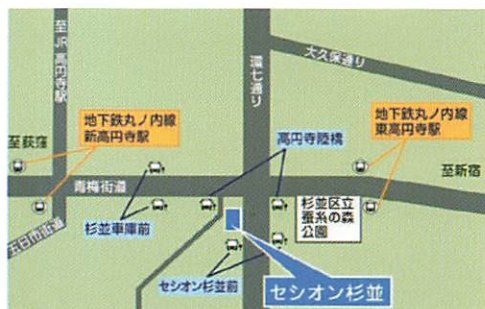 至JR高円寺駅
環七通り
大久保通り
地下鉄丸ノ内線
新高円寺駅
高円寺陸橋
地下鉄丸ノ内線
東高円寺駅
至荻窪
至新宿
青梅街道
五日市街道
杉並車庫前
杉並区立
蚕糸の森
公園
セシオン杉並前
セシオン杉並